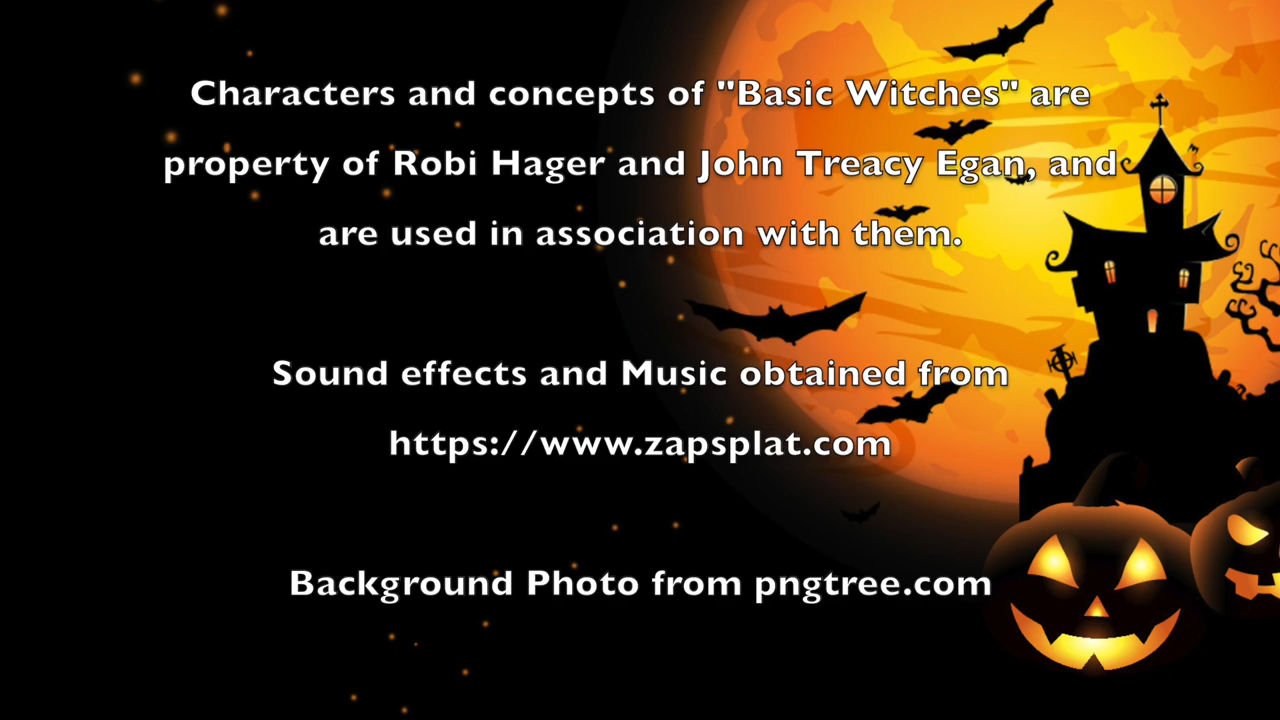 Characters and concepts of "Basic Witches" are
property of Robi Hager and John Treacy Egan, and
are used in association with them.
Sound effects and Music obtained from
https://www.zapsplat.com
Background Photo from pngtree.com